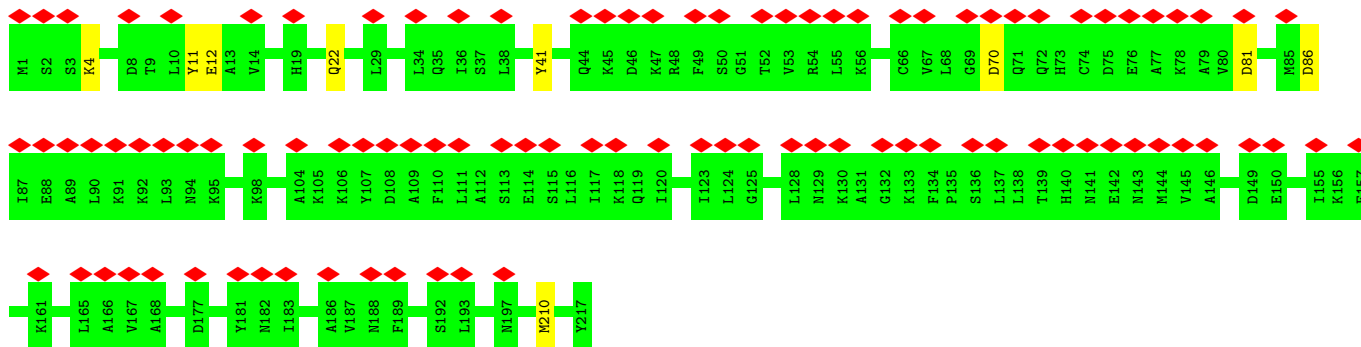 M1 S2 S3 K4 D8 T9 L10 Y11 E12 A13 V14 H19 Q22 L29 L34 Q35 I36 S37 L38 Y41 Q44 K45 D46 K47 R48 F49 S50 G51 T52 V53 R54 L55 K56 C66 V67 L68 G69 D70 Q71 Q72 H73 C74 D75 E76 A77 K78 A79 V80 D81 M85 D86
I87 E88 A89 L90 K91 K92 L93 N94 K95 K98 A104 K105 K106 Y107 D108 A109 F110 L111 A112 S113 E114 S115 L116 I117 K118 Q119 I120 I123 L124 G125 L128 N129 K130 A131 G132 K133 F134 P135 S136 L137 L138 T139 H140 N141 E142 N143 M144 V145 A146 D149 E150 I155 K156
K161 L165 A166 V167 A168 D177 Y181 N182 I183 A186 V187 N188 F189 S192 L193 N197 M210 Y217